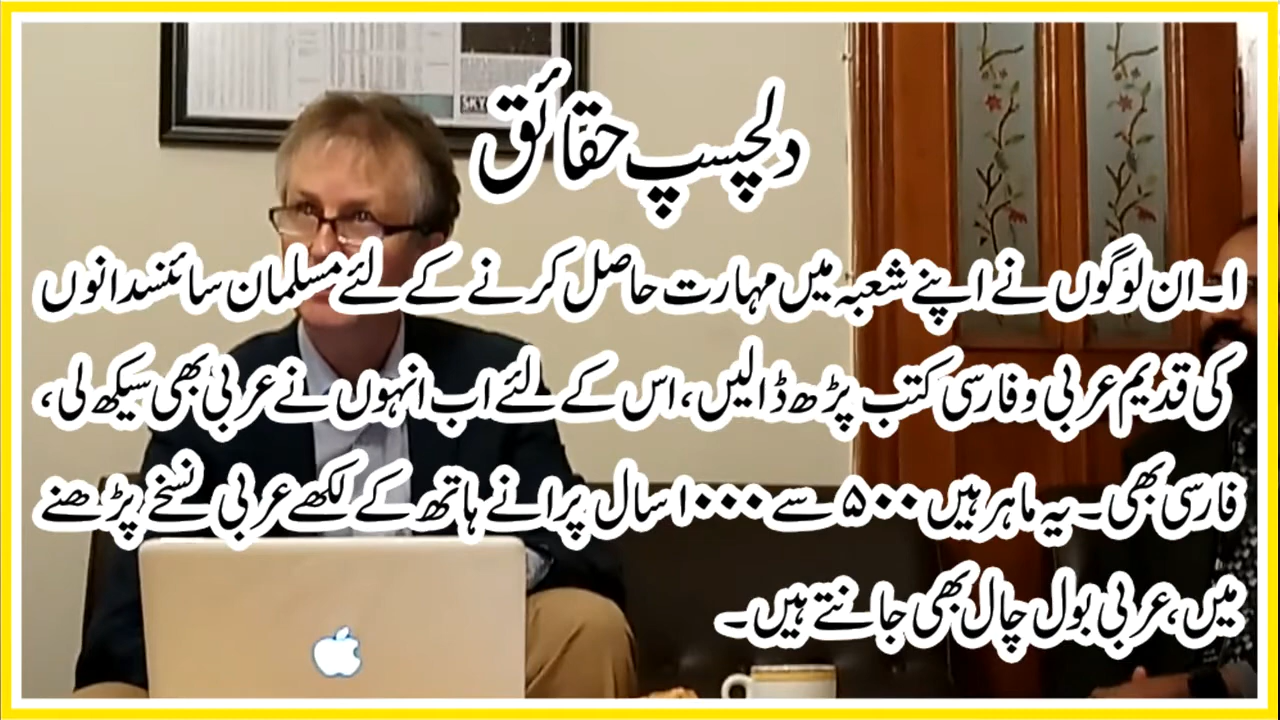 SKY
دلچسپ حقائق
۱۔ ان لوگوں نے اپنے شعبہ میں مہارت حاصل کرنے کے لئے مسلمان سائنسدانوں
کی قدیم عربی و فارسی کتب پڑھ ڈالیں، اس کے لئے اب انہوں نے عربی بھی سیکھ لی،
فارسی بھی۔ یہ ماہر ہیں ۵۰۰ سے ۱۰۰۰ سال پرانے ہاتھ کے لکھے عربی نسخے پڑھنے
میں، عربی بول چال بھی جانتے ہیں۔